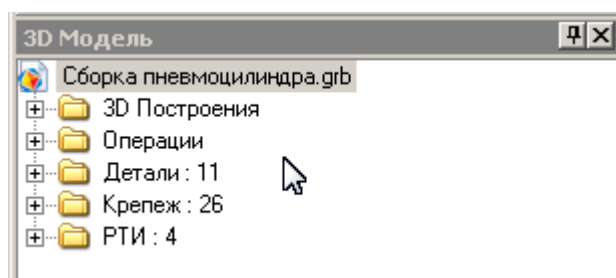 3D Модель
Сборка пневмоцилиндра.grb
3D Построения
Операции
Детали : 11
Крепеж : 26
РТИ : 4